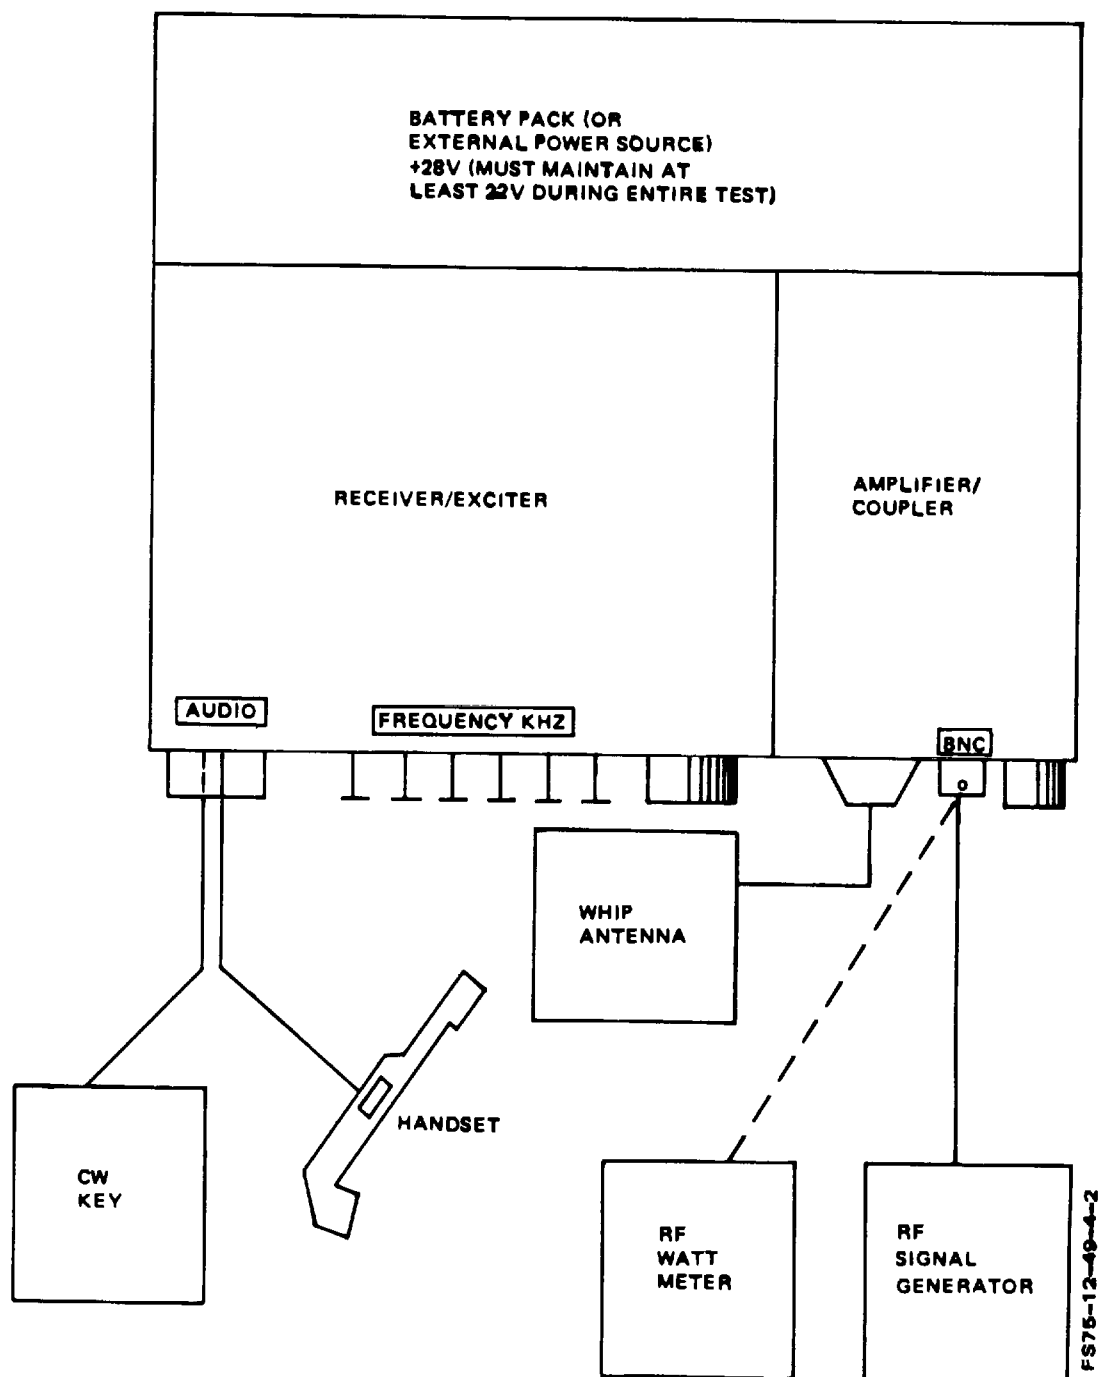 BATTERY PACK (OR
EXTERNAL POWER SOURCE)
+28V (MUST MAINTAIN AT
LEAST 22V DURING ENTIRE TEST)
RECEIVER/EXCITER
AMPLIFIER/
COUPLER
AUDIO
FREQUENCY KHZ
BNC
WHIP
ANTENNA
HANDSET
CW
KEY
RF
WATT
METER
RF
SIGNAL
GENERATOR
FS75-12-49-4-2